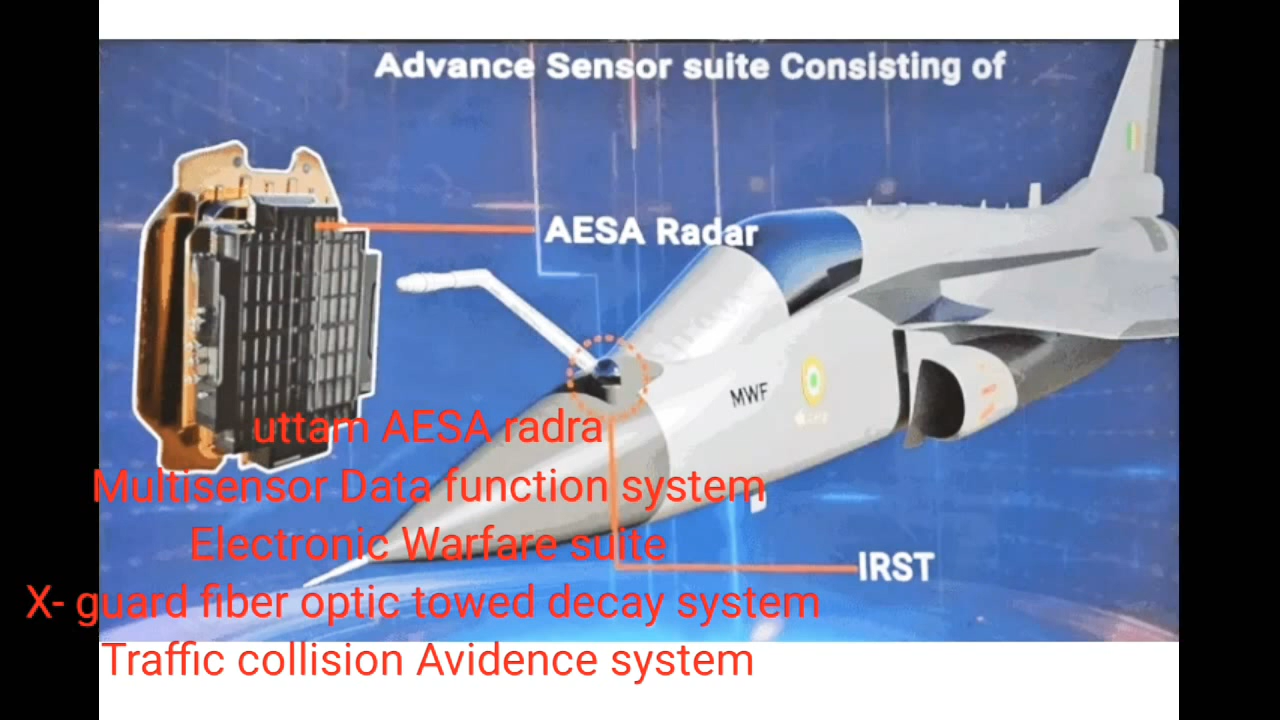 Advance Sensor suite Consisting of
AESA Radar
MWF
uttam AESA radra
Multisensor Data function system
Electronic Warfare suite
IRST
X- guard fiber optic towed decay system
Traffic collision Avidence system